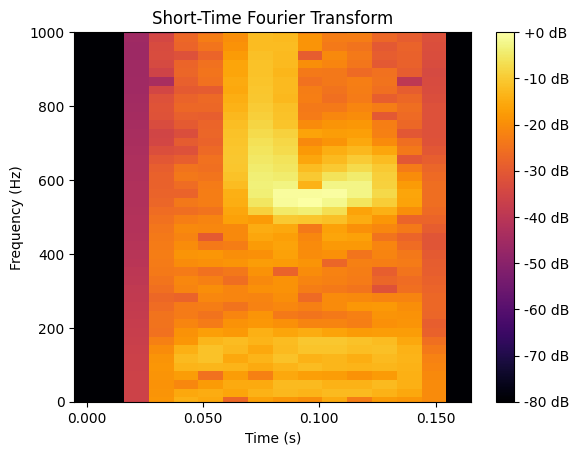 Short-Time Fourier Transform
1000
800
600
400
200
0
Frequency (Hz)
0.000
0.050
0.100
0.150
Time (s)
+0 dB
-10 dB
-20 dB
-30 dB
-40 dB
-50 dB
-60 dB
-70 dB
-80 dB